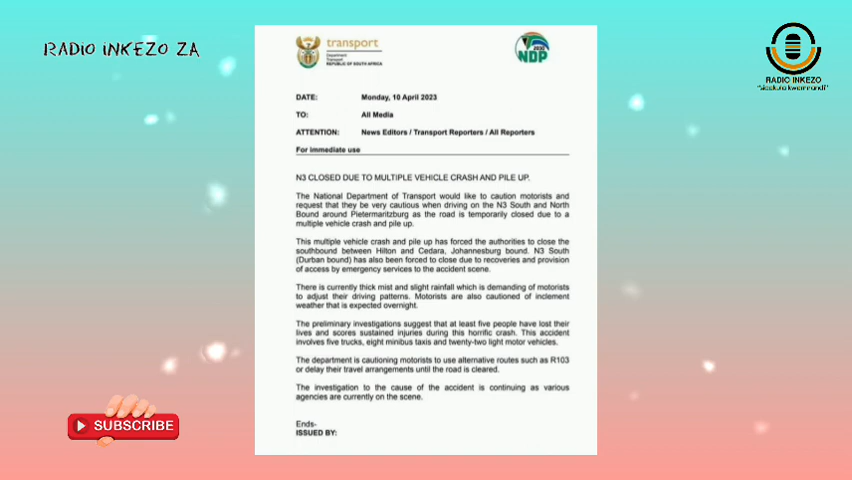 RADIO INKEZO ZA
RADIO INKEZO
transport
Department:
Transport
REPUBLIC OF SOUTH AFRICA
2030
NDP
DATE: Monday, 10 April 2023
TO: All Media
ATTENTION: News Editors / Transport Reporters / All Reporters
For immediate use
N3 CLOSED DUE TO MULTIPLE VEHICLE CRASH AND PILE UP.
The National Department of Transport would like to caution motorists and
request that they be very cautious when driving on the N3 South and North
Bound around Pietermaritzburg as the road is temporarily closed due to a
multiple vehicle crash and pile up.
This multiple vehicle crash and pile up has forced the authorities to close the
southbound between Hilton and Cedara, Johannesburg bound. N3 South
(Durban bound) has also been forced to close due to recoveries and provision
of access by emergency services to the accident scene.
There is currently thick mist and slight rainfall which is demanding of motorists
to adjust their driving patterns. Motorists are also cautioned of inclement
weather that is expected overnight.
The preliminary investigations suggest that at least five people have lost their
lives and scores sustained injuries during this horrific crash. This accident
involves five trucks, eight minibus taxis and twenty-two light motor vehicles.
The department is cautioning motorists to use alternative routes such as R103
or delay their travel arrangements until the road is cleared.
The investigation to the cause of the accident is continuing as various
agencies are currently on the scene.
Ends-
ISSUED BY:
SUBSCRIBE